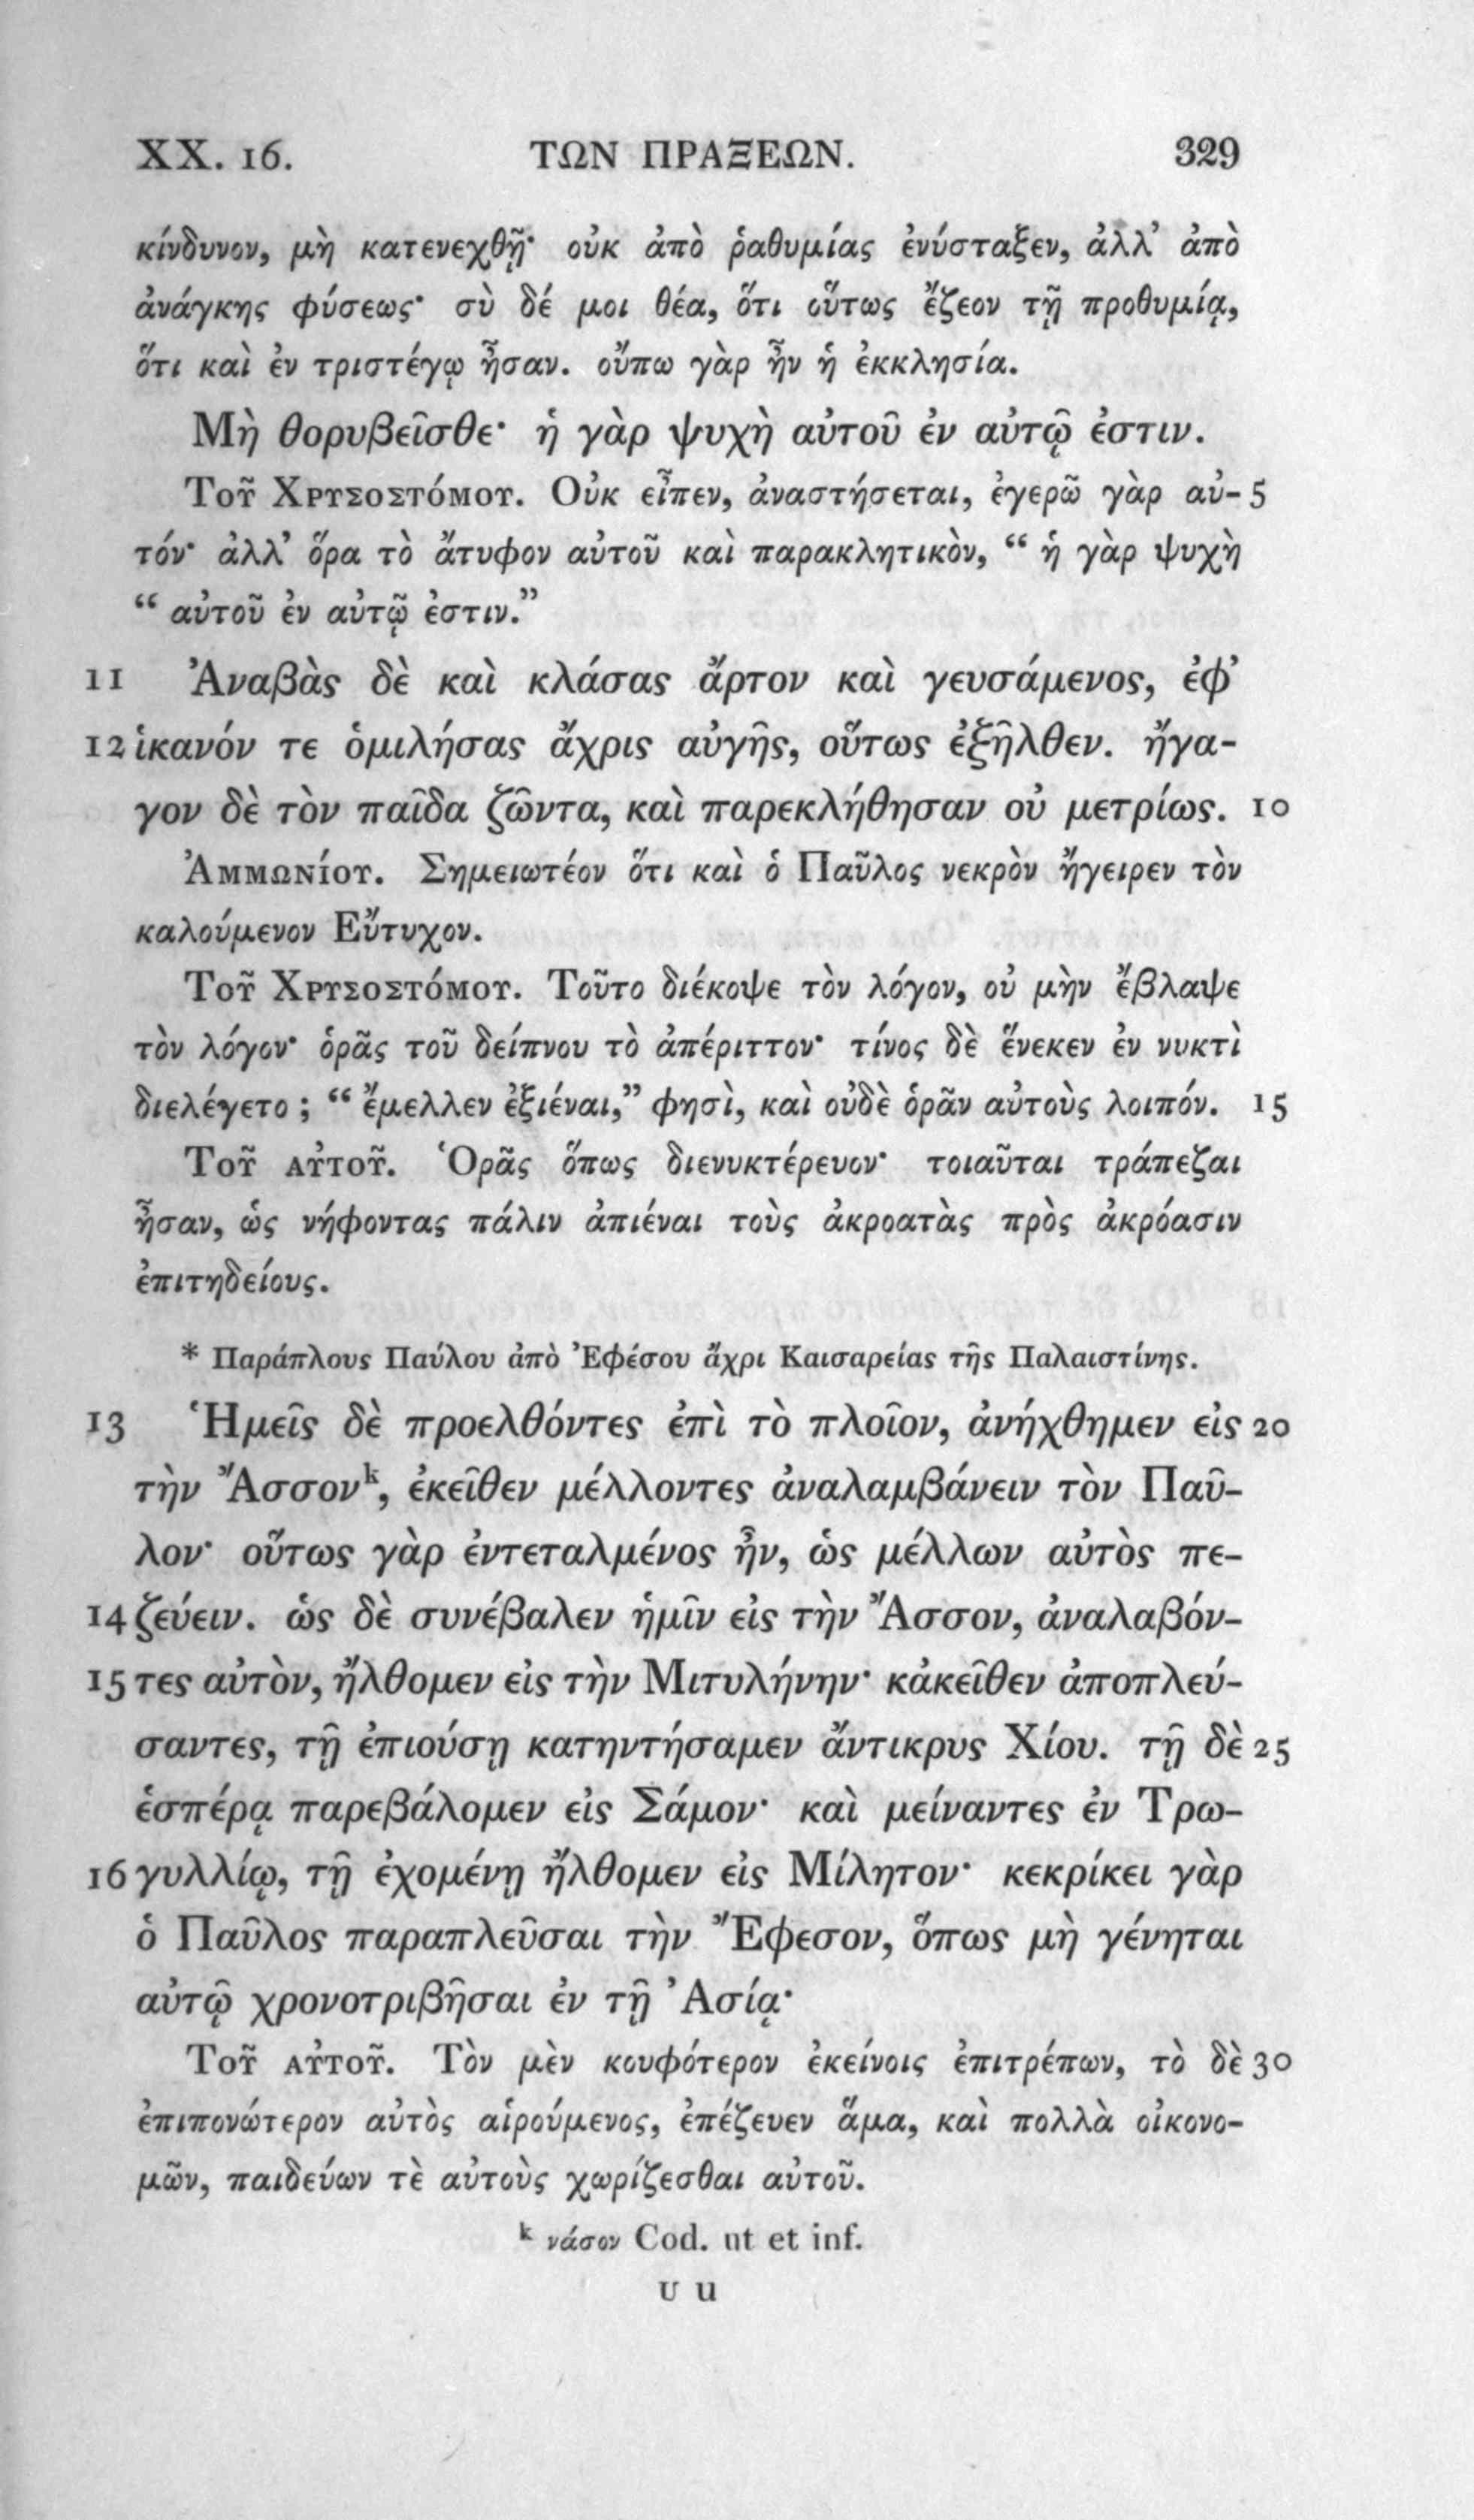 XX. 16. ΤΩΝ ΠΡΑΞΕΩΝ. 329
κίνδυνον, μὴ κατενεχθῇ· οὐκ ἀπὸ ῥαθυμίας ἐνύσταξεν, ἀλλ’ ἀπὸ
ἀνάγκης φύσεως· σὺ δέ μοι θέα, ὅτι οὕτως ἔζεον τῇ προθυμίᾳ,
ὅτι καὶ ἐν τριστέγῳ ἦσαν. οὔπω γὰρ ἦν ἡ ἐκκλησία.
Μὴ θορυβεῖσθε· ἡ γὰρ ψυχὴ αὐτοῦ ἐν αὐτῷ ἐστιν.
Τοῦ Χρυσοστόμου. Οὐκ εἶπεν, ἀναστήσεται, ἐγερῶ γὰρ αὐ- 5
τόν· ἀλλ’ ὅρα τὸ ἄτυφον αὐτοῦ καὶ παρακλητικὸν, “ ἡ γὰρ ψυχὴ
“ αὐτοῦ ἐν αὐτῷ ἐστιν.”
11 Ἀναβὰς δὲ καὶ κλάσας ἄρτον καὶ γευσάμενος, ἐφ’
12 ἱκανόν τε ὁμιλήσας ἄχρις αὐγῆς, οὕτως ἐξῆλθεν. ἤγα-
γον δὲ τὸν παῖδα ζῶντα, καὶ παρεκλήθησαν οὐ μετρίως. 10
Ἀμμωνίου. Σημειωτέον ὅτι καὶ ὁ Παῦλος νεκρὸν ἤγειρεν τὸν
καλούμενον Εὔτυχον.
Τοῦ Χρυσοστόμου. Τοῦτο διέκοψε τὸν λόγον, οὐ μὴν ἔβλαψε
τὸν λόγον· ὁρᾷς τοῦ δείπνου τὸ ἀπέριττον· τίνος δὲ ἕνεκεν ἐν νυκτὶ
διελέγετο ; “ ἔμελλεν ἐξιέναι,” φησὶ, καὶ οὐδὲ ὁρᾶν αὐτοὺς λοιπόν. 15
Τοῦ αὐτοῦ. Ὁρᾷς ὅπως διενυκτέρευον· τοιαῦται τράπεζαι
ἦσαν, ὡς νήφοντας πάλιν ἀπιέναι τοὺς ἀκροατὰς πρὸς ἀκρόασιν
ἐπιτηδείους.
* Παράπλους Παύλου ἀπὸ Ἐφέσου ἄχρι Καισαρείας τῆς Παλαιστίνης.
13 Ἡμεῖς δὲ προελθόντες ἐπὶ τὸ πλοῖον, ἀνήχθημεν εἰς 20
τὴν Ἄσσονᵏ, ἐκεῖθεν μέλλοντες ἀναλαμβάνειν τὸν Παῦ-
λον· οὕτως γὰρ ἐντεταλμένος ἦν, ὡς μέλλων αὐτὸς πε-
14 ζεύειν. ὡς δὲ συνέβαλεν ἡμῖν εἰς τὴν Ἄσσον, ἀναλαβόν-
15 τες αὐτὸν, ἤλθομεν εἰς τὴν Μιτυλήνην· κἀκεῖθεν ἀποπλεύ-
σαντες, τῇ ἐπιούσῃ κατηντήσαμεν ἄντικρυς Χίου. τῇ δὲ 25
ἑσπέρᾳ παρεβάλομεν εἰς Σάμον· καὶ μείναντες ἐν Τρω-
16 γυλλίῳ, τῇ ἐχομένῃ ἤλθομεν εἰς Μίλητον· κεκρίκει γὰρ
ὁ Παῦλος παραπλεῦσαι τὴν Ἔφεσον, ὅπως μὴ γένηται
αὐτῷ χρονοτριβῆσαι ἐν τῇ Ἀσίᾳ·
Τοῦ αὐτοῦ. Τὸν μὲν κουφότερον ἐκείνοις ἐπιτρέπων, τὸ δὲ 30
ἐπιπονώτερον αὐτὸς αἱρούμενος, ἐπέζευεν ἅμα, καὶ πολλὰ οἰκονο-
μῶν, παιδεύων τὲ αὐτοὺς χωρίζεσθαι αὐτοῦ.
ᵏ νάσον Cod. ut et inf.
U u